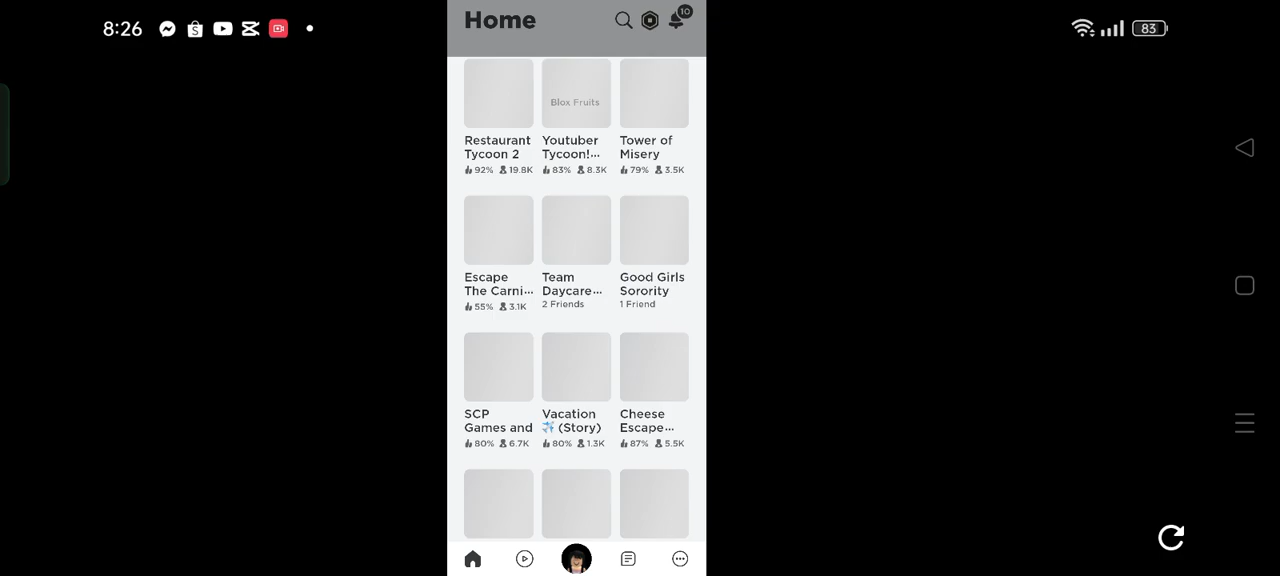 8:26
83
Home
10
Blox Fruits
Restaurant
Tycoon 2
92% 19.8K
Youtuber
Tycoon!...
83% 8.3K
Tower of
Misery
79% 3.5K
Escape
The Carni...
55% 3.1K
Team
Daycare...
2 Friends
Good Girls
Sorority
1 Friend
SCP
Games and
80% 6.7K
Vacation
✈️ (Story)
80% 1.3K
Cheese
Escape...
87% 5.5K